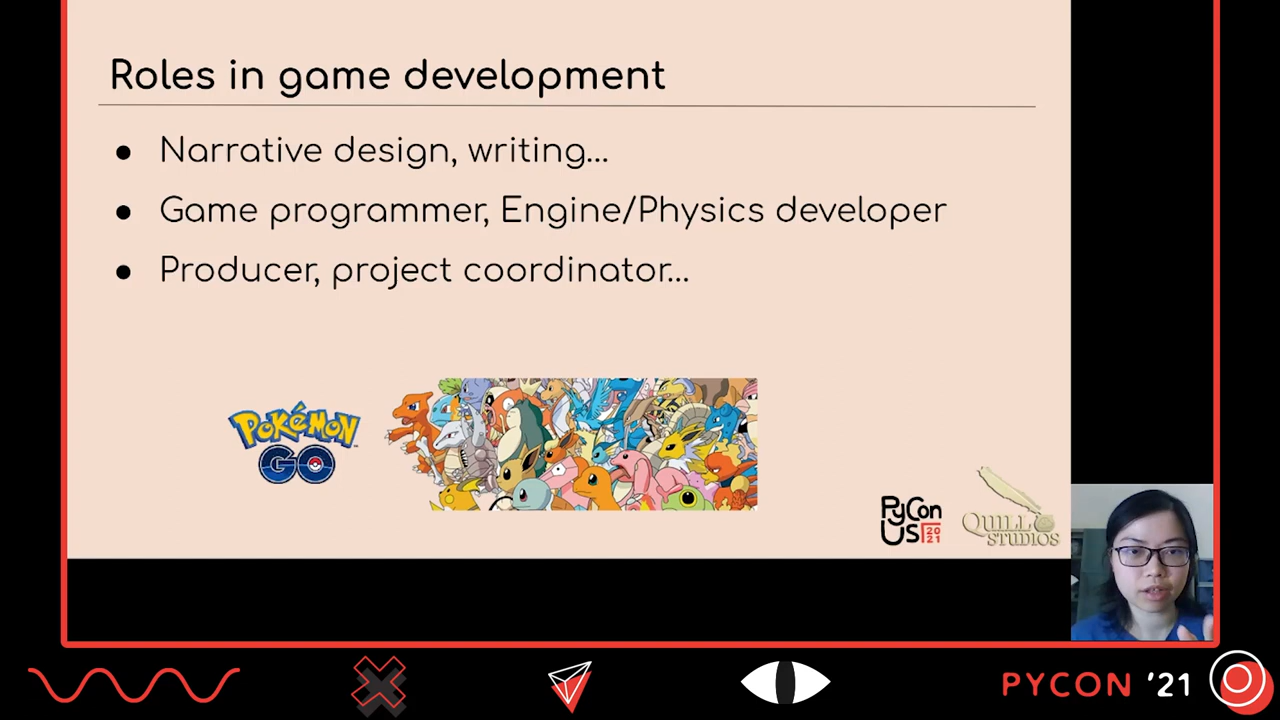 Roles in game development
● Narrative design, writing...
● Game programmer, Engine/Physics developer
● Producer, project coordinator...
POKÉMON
GO
PyCon
US 20
21
QUILL
STUDIOS
PYCON '21